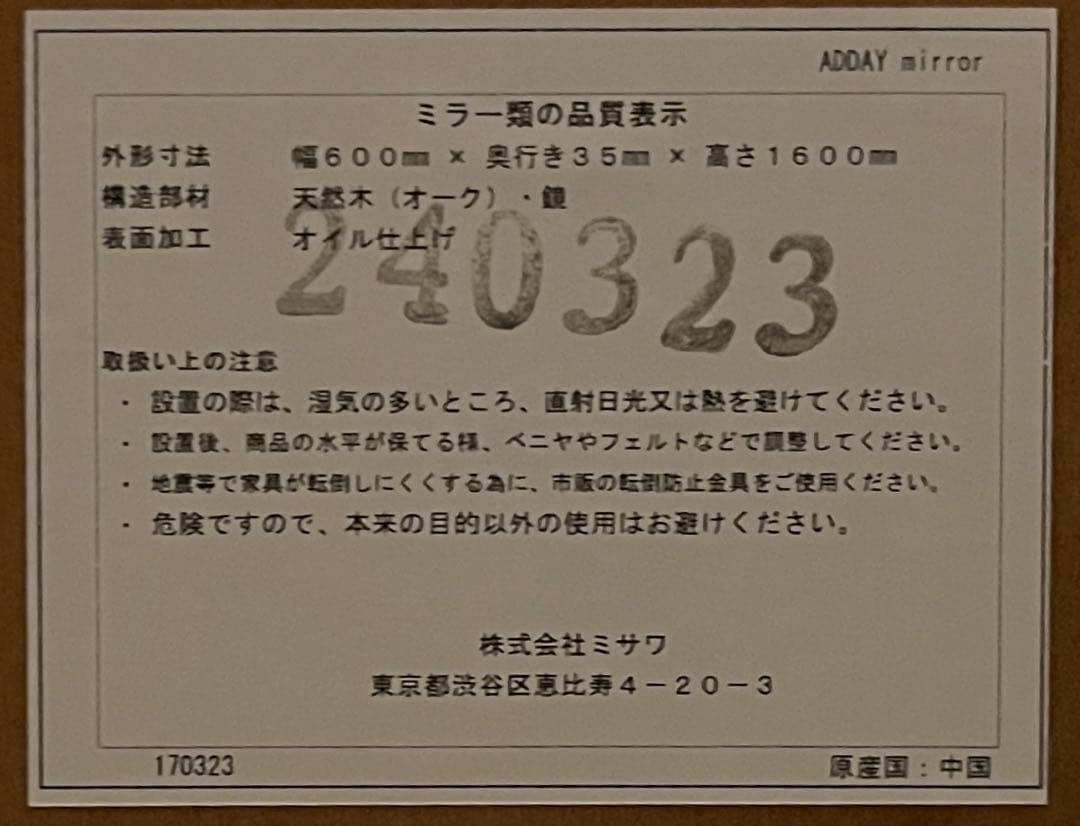 ADDAY mirror
ミラー類の品質表示
外形寸法 幅600㎜ × 奥行き35㎜ × 高さ1600㎜
構造部材 天然木（オーク）・鏡
表面加工 オイル仕上げ
240323
取扱い上の注意
・ 設置の際は、湿気の多いところ、直射日光又は熱を避けてください。
・ 設置後、商品の水平が保てる様、ベニヤやフェルトなどで調整してください。
・ 地震等で家具が転倒しにくくする為に、市販の転倒防止金具をご使用ください。
・ 危険ですので、本来の目的以外の使用はお避けください。
株式会社ミサワ
東京都渋谷区恵比寿4－20－3
170323 原産国：中国